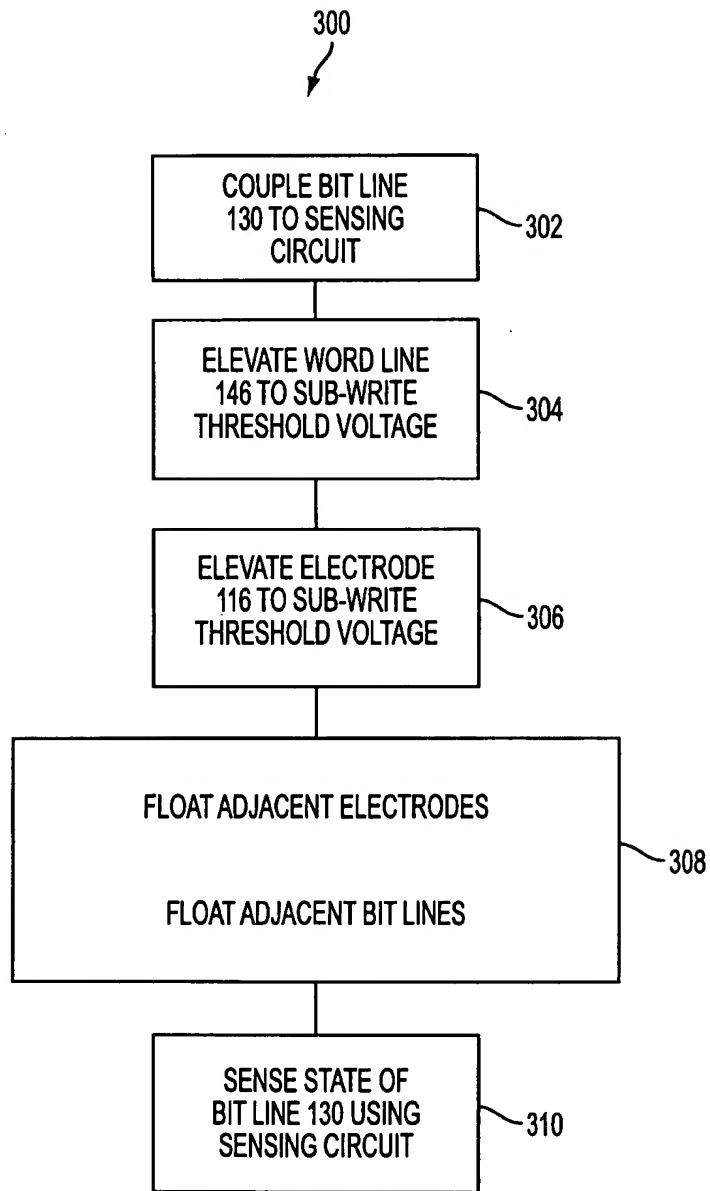 300
COUPLE BIT LINE
130 TO SENSING
CIRCUIT
302
ELEVATE WORD LINE
146 TO SUB-WRITE
THRESHOLD VOLTAGE
304
ELEVATE ELECTRODE
116 TO SUB-WRITE
THRESHOLD VOLTAGE
306
FLOAT ADJACENT ELECTRODES
FLOAT ADJACENT BIT LINES
308
SENSE STATE OF
BIT LINE 130 USING
SENSING CIRCUIT
310